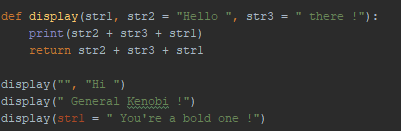 def display(str1, str2 = "Hello ", str3 = " there !"):
    print(str2 + str3 + str1)
    return str2 + str3 + str1
display("", "Hi ")
display(" General Kenobi !")
display(str1 = " You're a bold one !")